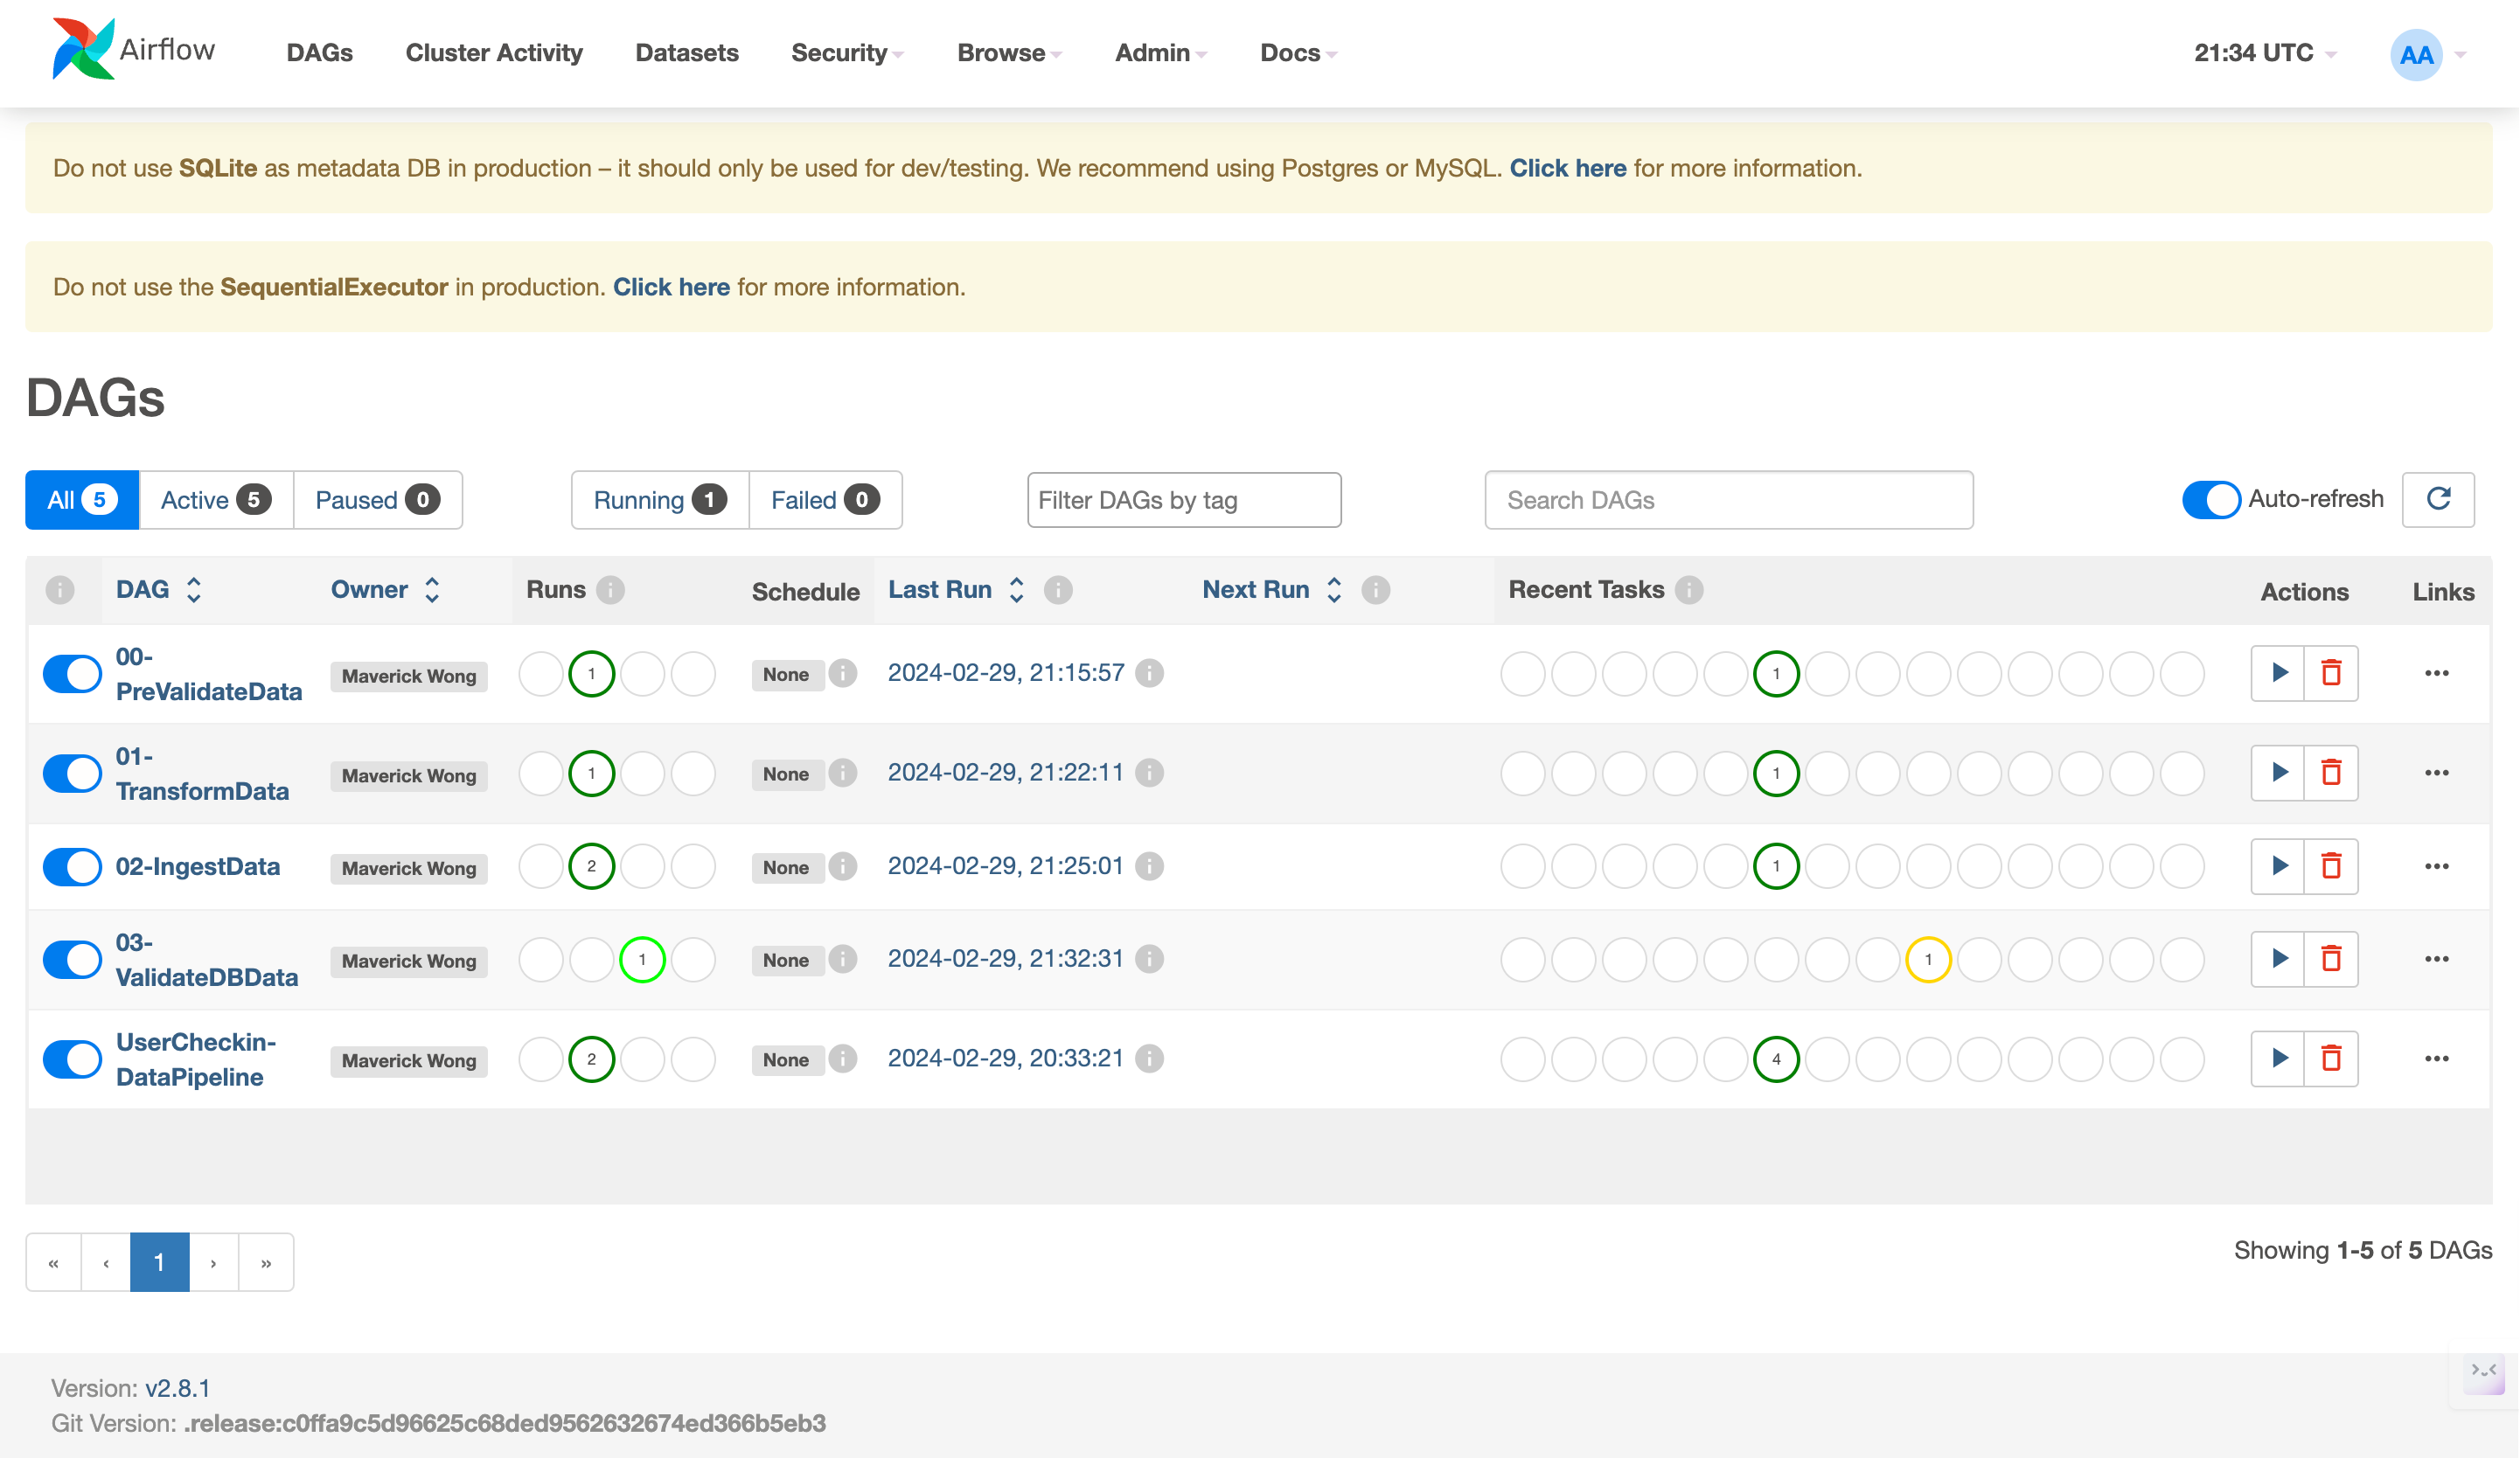 Airflow DAGs Cluster Activity Datasets Security Browse Admin Docs 21:34 UTC AA
Do not use SQLite as metadata DB in production – it should only be used for dev/testing. We recommend using Postgres or MySQL. Click here for more information.
Do not use the SequentialExecutor in production. Click here for more information.
DAGs
All 5 Active 5 Paused 0 Running 1 Failed 0 Filter DAGs by tag Search DAGs Auto-refresh
DAG Owner Runs Schedule Last Run Next Run Recent Tasks Actions Links
00-
PreValidateData Maverick Wong 1 None 2024-02-29, 21:15:57 1
01-
TransformData Maverick Wong 1 None 2024-02-29, 21:22:11 1
02-IngestData Maverick Wong 2 None 2024-02-29, 21:25:01 1
03-
ValidateDBData Maverick Wong 1 None 2024-02-29, 21:32:31 1
UserCheckin-
DataPipeline Maverick Wong 2 None 2024-02-29, 20:33:21 4
« ‹ 1 › » Showing 1-5 of 5 DAGs
Version: v2.8.1
Git Version: .release:c0ffa9c5d96625c68ded9562632674ed366b5eb3